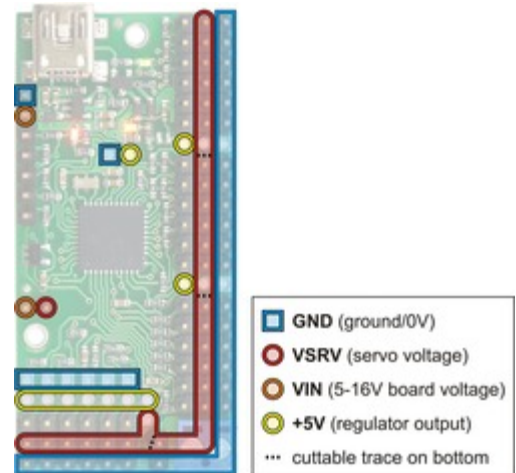 GND (ground/0V)
VSRV (servo voltage)
VIN (5-16V board voltage)
+5V (regulator output)
cuttable trace on bottom